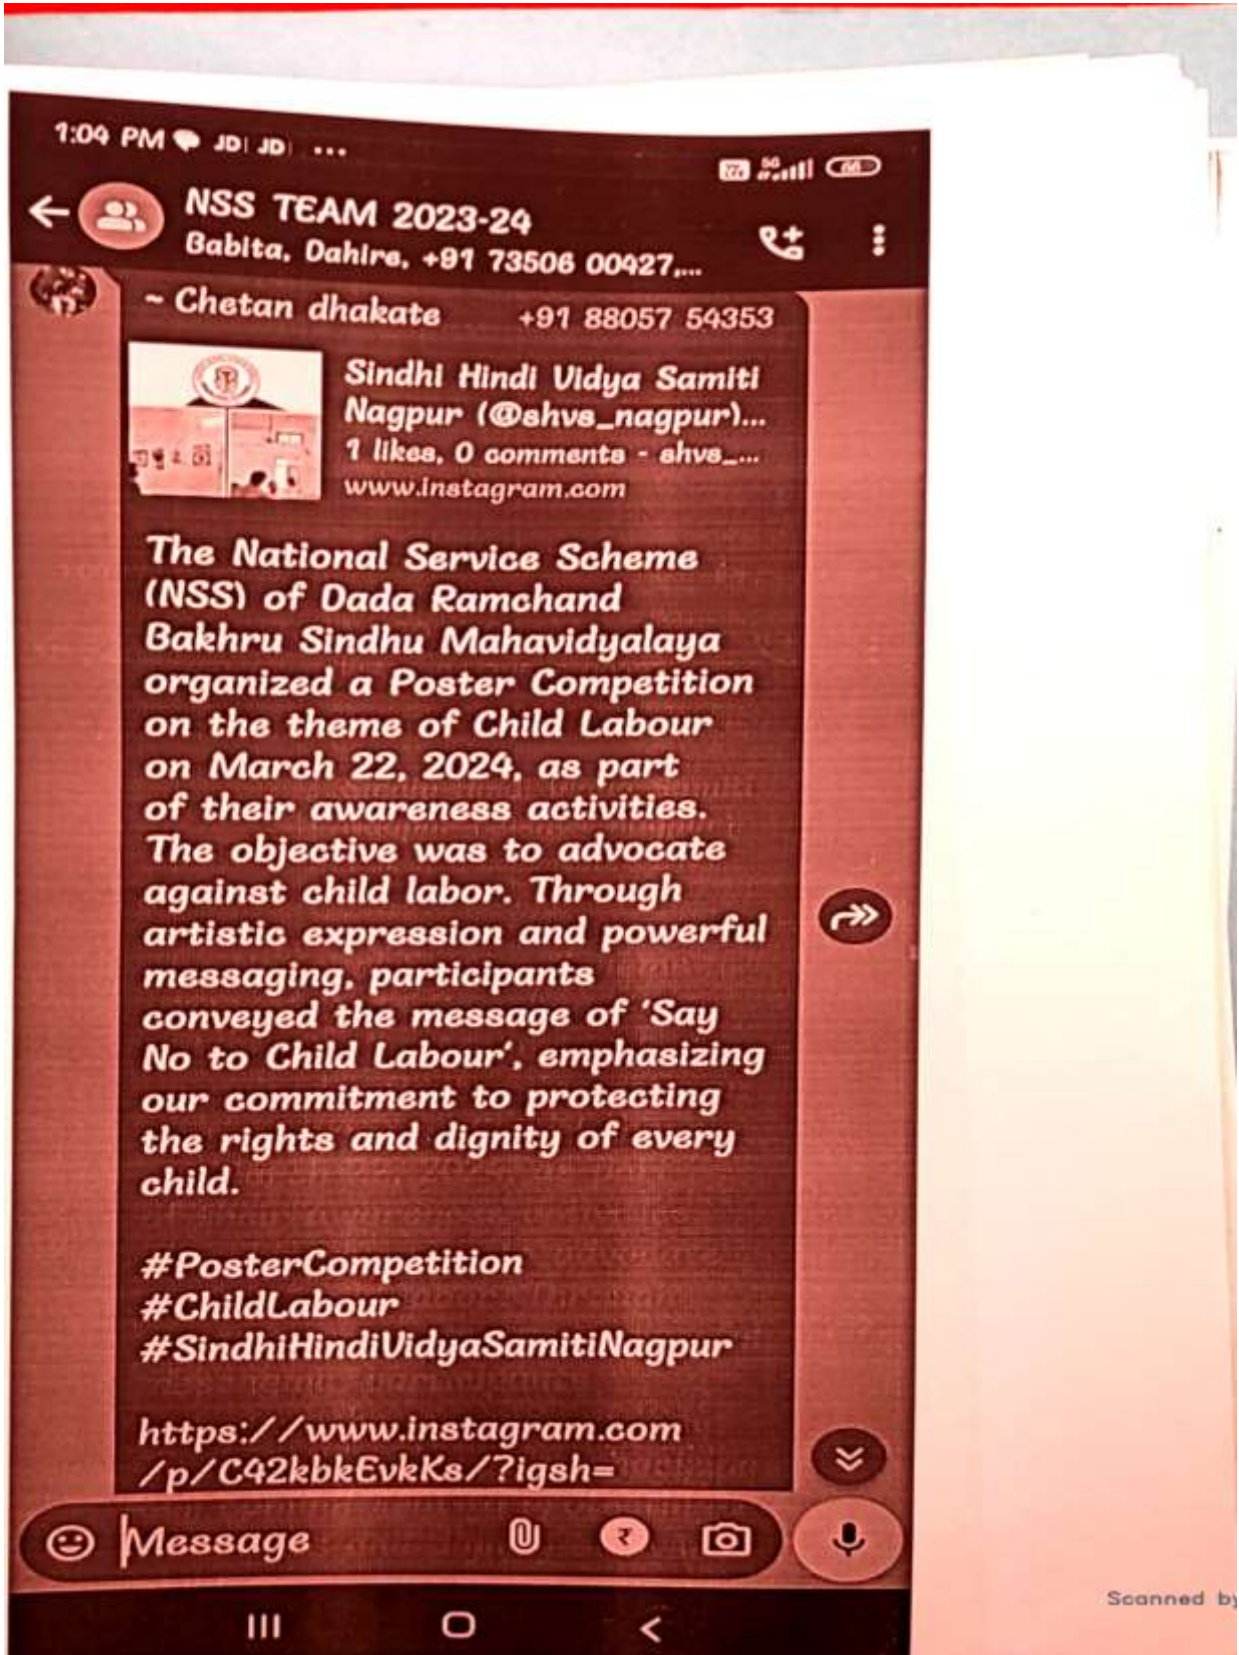 1:04 PM JD JD ...
5G 66
NSS TEAM 2023-24
Babita, Dahire, +91 73506 00427,...
~ Chetan dhakate +91 88057 54353
Sindhi Hindi Vidya Samiti
Nagpur (@shvs_nagpur)...
1 likes, 0 comments - shvs_...
www.instagram.com
The National Service Scheme
(NSS) of Dada Ramchand
Bakhru Sindhu Mahavidyalaya
organized a Poster Competition
on the theme of Child Labour
on March 22, 2024, as part
of their awareness activities.
The objective was to advocate
against child labor. Through
artistic expression and powerful
messaging, participants
conveyed the message of 'Say
No to Child Labour', emphasizing
our commitment to protecting
the rights and dignity of every
child.
#PosterCompetition
#ChildLabour
#SindhiHindiVidyaSamitiNagpur
https://www.instagram.com
/p/C42kbkEvkKs/?igsh=
Message
₹
Scanned by